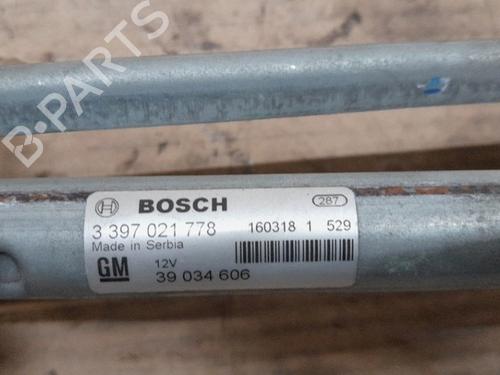 B-PARTS
BOSCH
287
3 397 021 778
160318 1 529
Made in Serbia
GM
12V
39 034 606